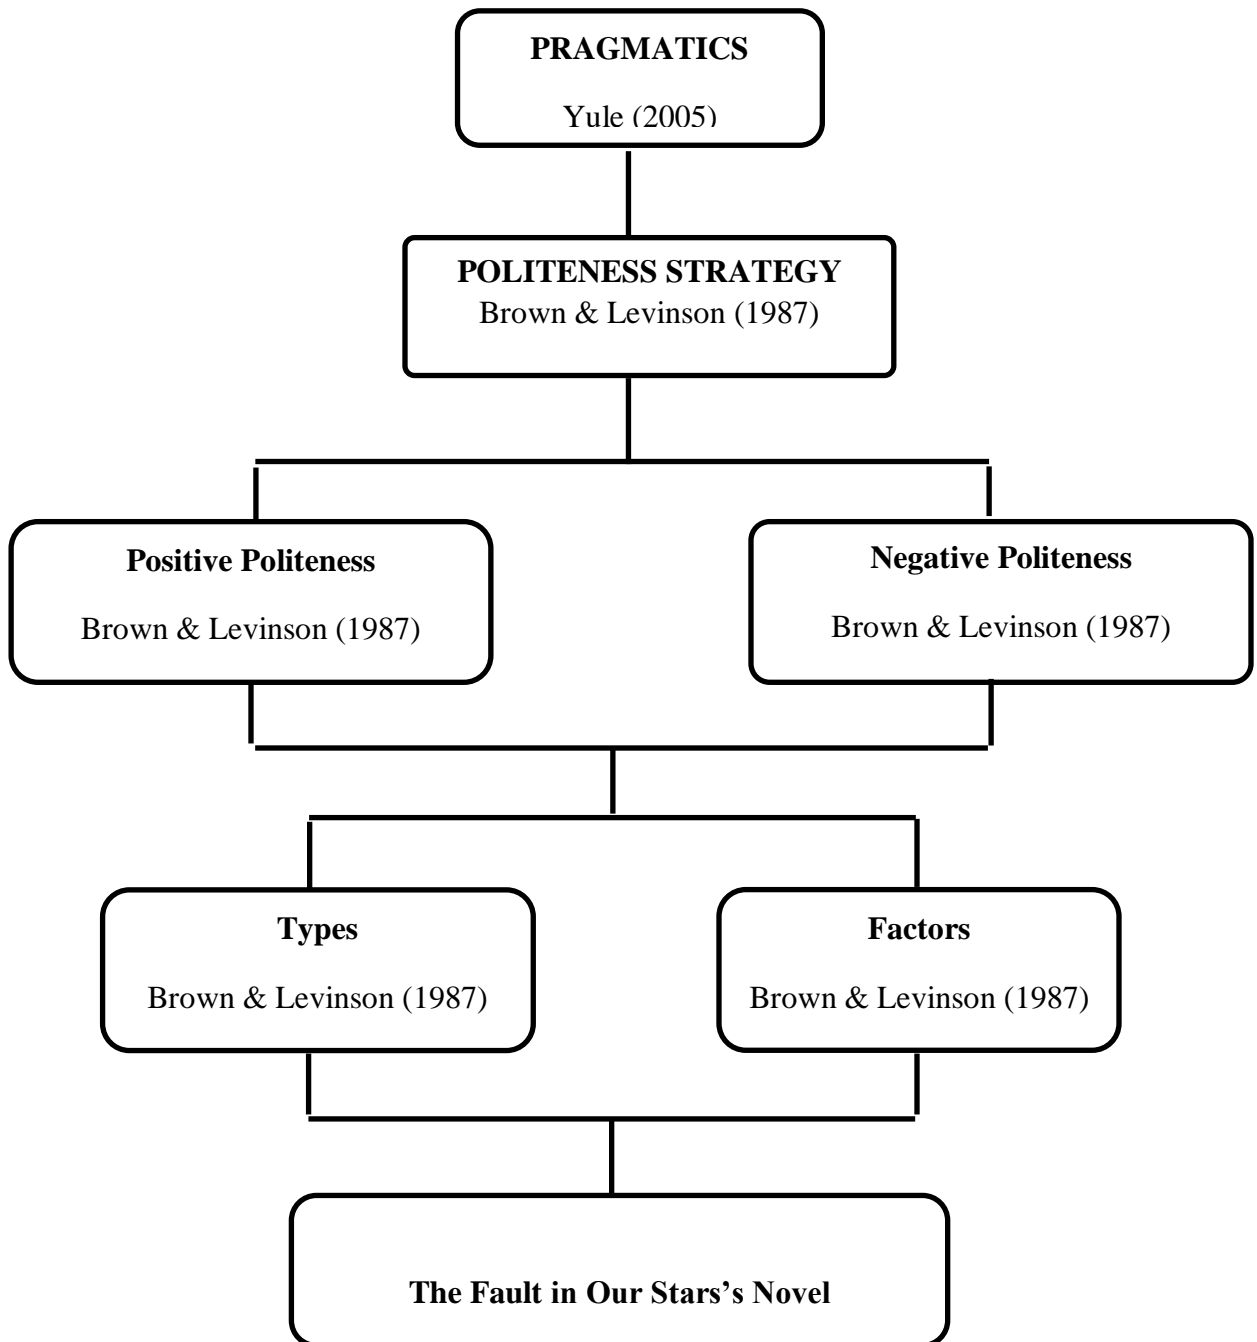 PRAGMATICS
Yule (2005)
POLITENESS STRATEGY
Brown & Levinson (1987)
Positive Politeness
Brown & Levinson (1987)
Negative Politeness
Brown & Levinson (1987)
Types
Brown & Levinson (1987)
Factors
Brown & Levinson (1987)
The Fault in Our Stars's Novel